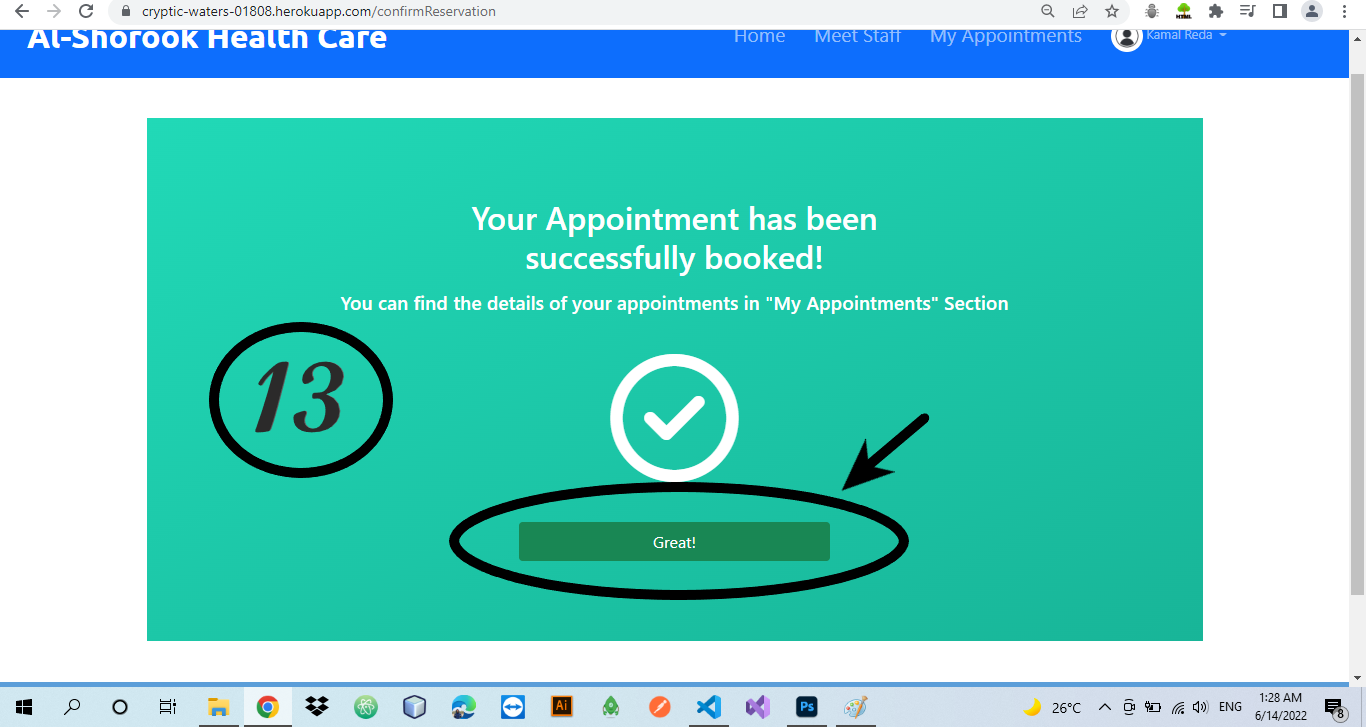 cryptic-waters-01808.herokuapp.com/confirmReservation
HTML
Al-Shorook Health Care
Home Meet Staff My Appointments Kamal Reda
Your Appointment has been
successfully booked!
You can find the details of your appointments in "My Appointments" Section
13
Great!
Ai
Ps
26°C
ENG
1:28 AM
6/14/2022
8